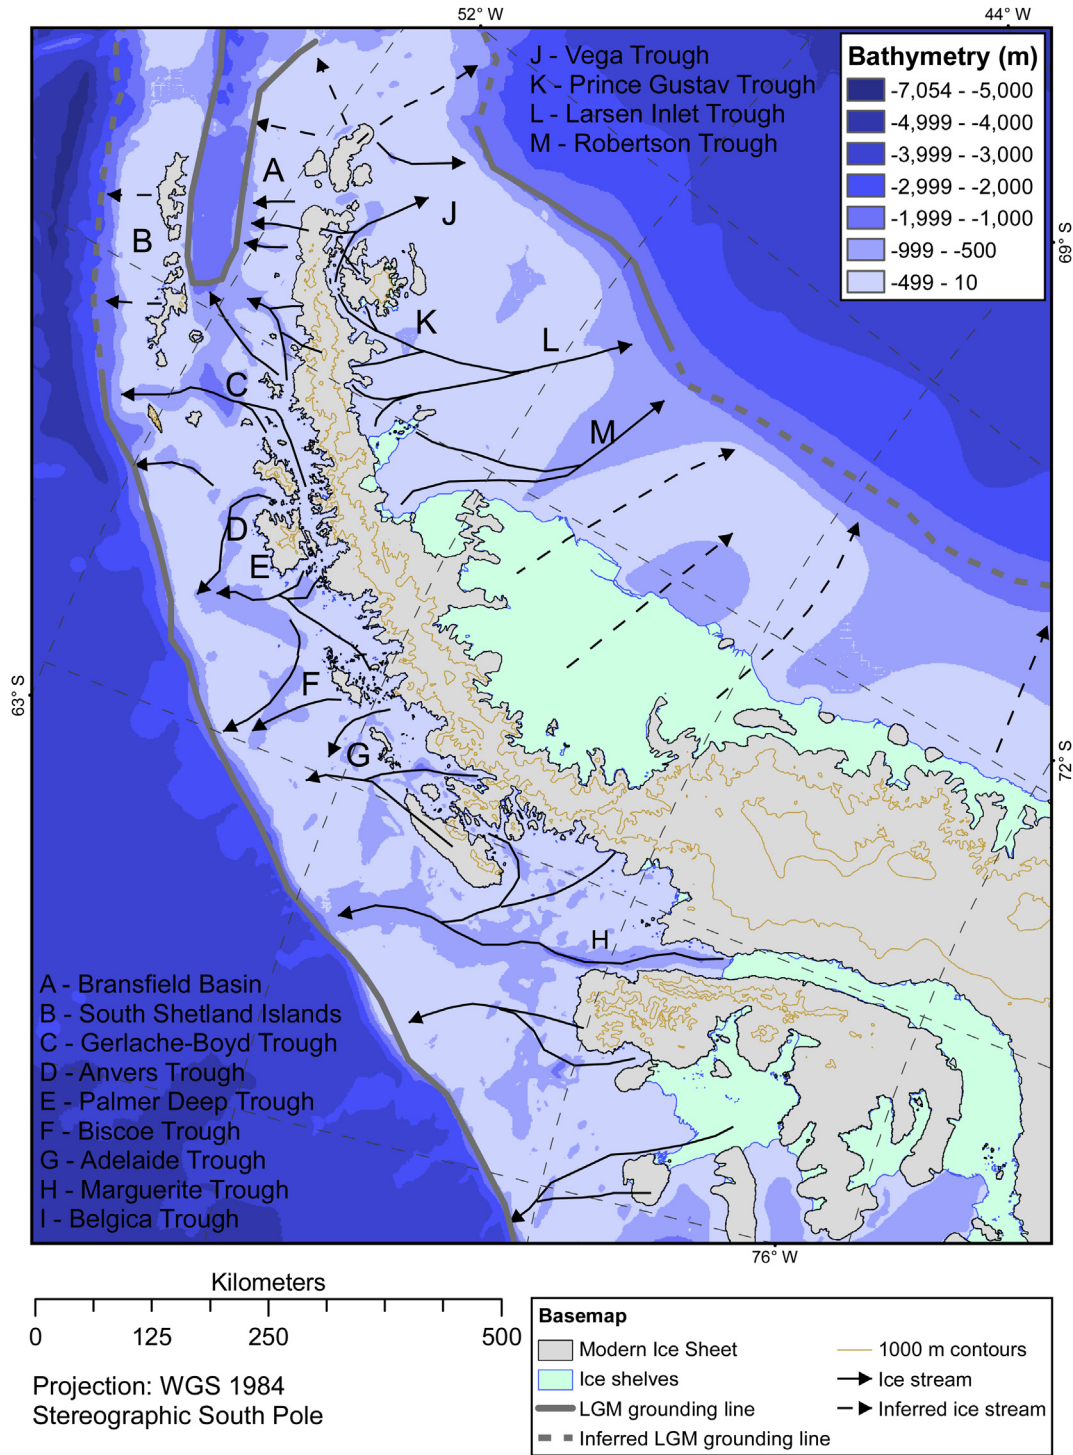 52° W
44° W
J - Vega Trough
K - Prince Gustav Trough
L - Larsen Inlet Trough
M - Robertson Trough
Bathymetry (m)
-7,054 - -5,000
-4,999 - -4,000
-3,999 - -3,000
-2,999 - -2,000
-1,999 - -1,000
-999 - -500
-499 - 10
A
J
B
69° S
K
L
C
M
D
E
F
63° S
G
72° S
H
A - Bransfield Basin
B - South Shetland Islands
C - Gerlache-Boyd Trough
D - Anvers Trough
E - Palmer Deep Trough
F - Biscoe Trough
G - Adelaide Trough
H - Marguerite Trough
I - Belgica Trough
76° W
Kilometers
0 125 250 500
Projection: WGS 1984
Stereographic South Pole
Basemap
Modern Ice Sheet
Ice shelves
LGM grounding line
Inferred LGM grounding line
1000 m contours
Ice stream
Inferred ice stream